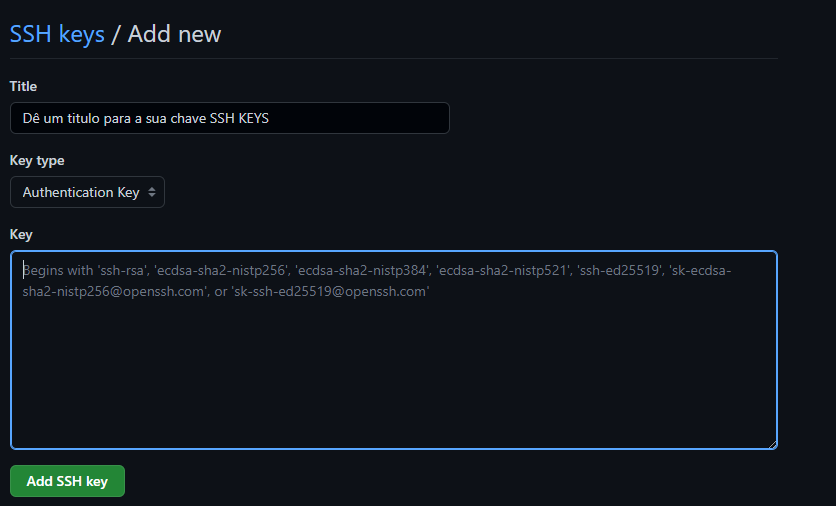 SSH keys / Add new
Title
Dê um titulo para a sua chave SSH KEYS
Key type
Authentication Key
Key
Begins with 'ssh-rsa', 'ecdsa-sha2-nistp256', 'ecdsa-sha2-nistp384', 'ecdsa-sha2-nistp521', 'ssh-ed25519', 'sk-ecdsa-
sha2-nistp256@openssh.com', or 'sk-ssh-ed25519@openssh.com'
Add SSH key